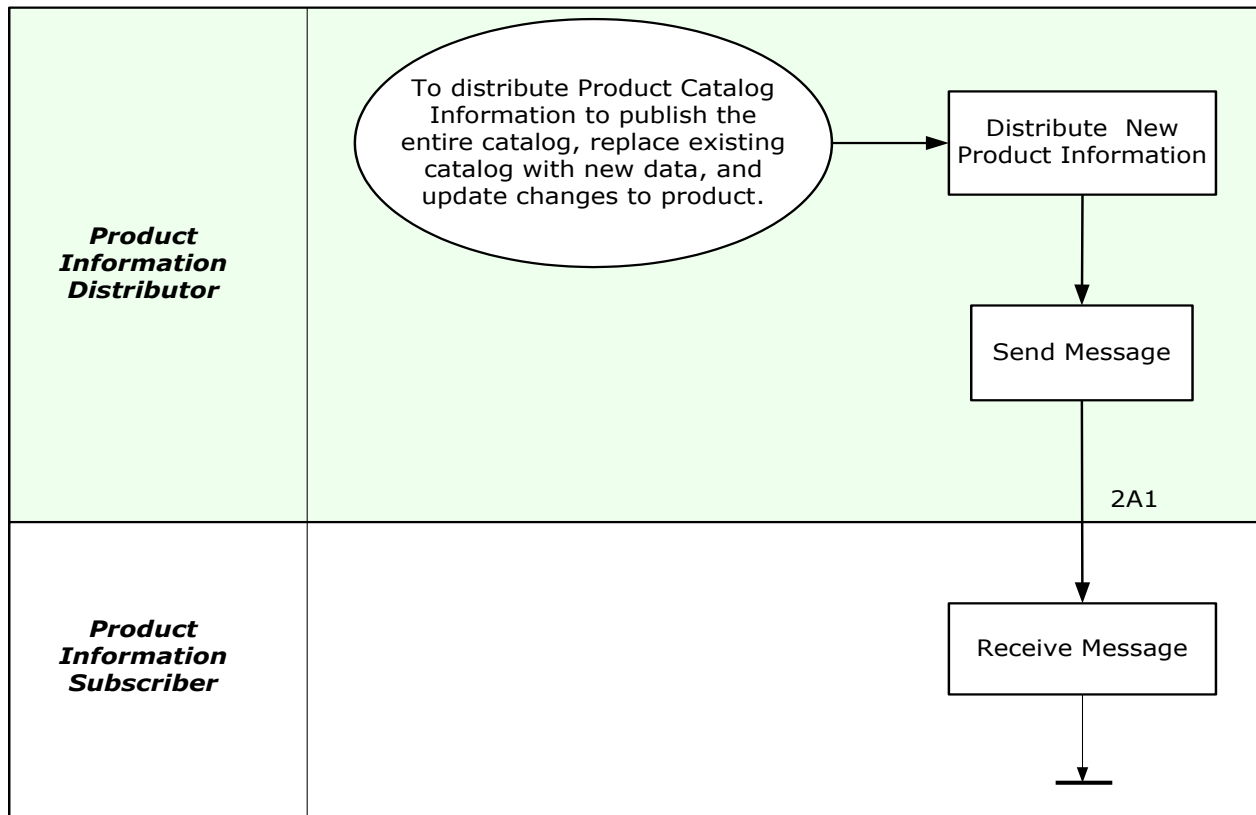 To distribute Product Catalog
Information to publish the
entire catalog, replace existing
catalog with new data, and
update changes to product.
Distribute New
Product Information
Product
Information
Distributor
Send Message
2A1
Product
Information
Subscriber
Receive Message